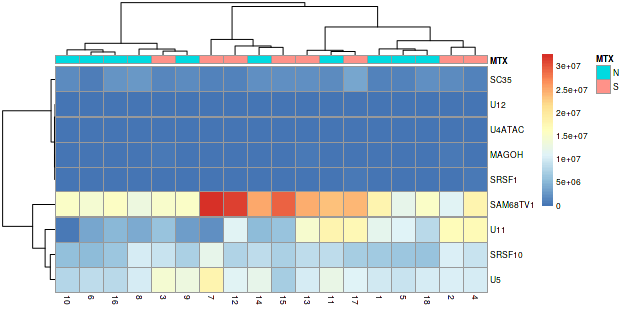 MTX
MTX
N
S
SC35
U12
U4ATAC
MAGOH
SRSF1
SAM68TV1
U11
SRSF10
U5
3e+07
2.5e+07
2e+07
1.5e+07
1e+07
5e+06
0
10 6 16 8 3 9 7 12 14 15 13 11 17 1 5 18 2 4